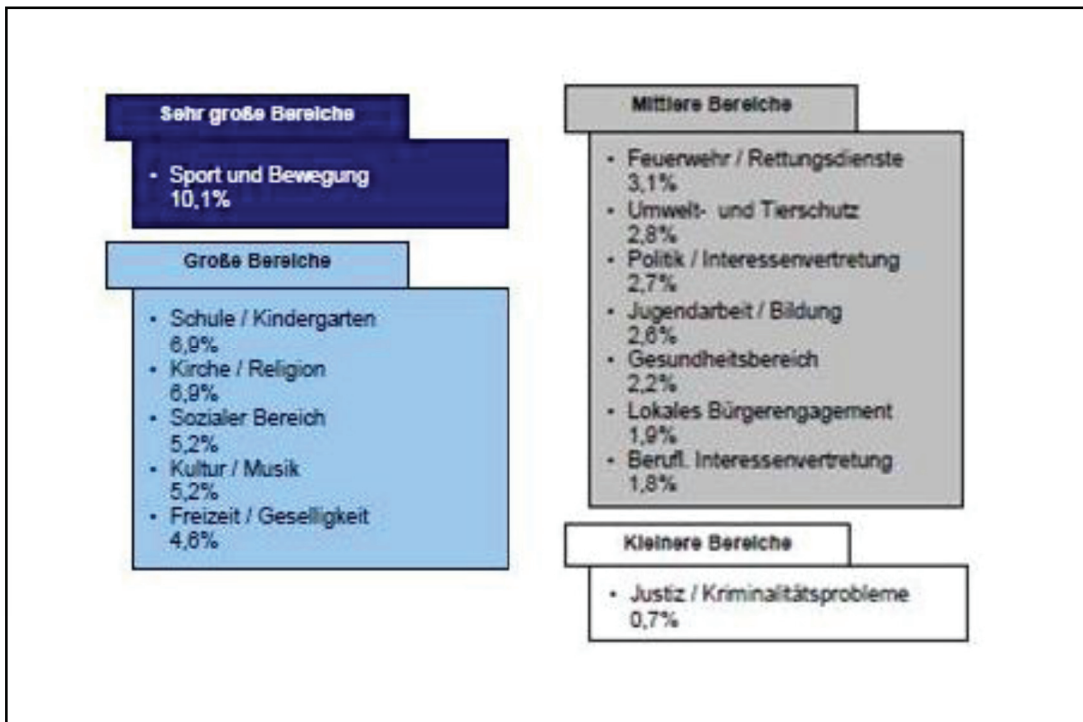 Sehr große Bereiche
• Sport und Bewegung
10,1%
Große Bereiche
• Schule / Kindergarten
6,9%
• Kirche / Religion
6,9%
• Sozialer Bereich
5,2%
• Kultur / Musik
5,2%
• Freizeit / Geselligkeit
4,6%
Mittlere Bereiche
• Feuerwehr / Rettungsdienste
3,1%
• Umwelt- und Tierschutz
2,8%
• Politik / Interessenvertretung
2,7%
• Jugendarbeit / Bildung
2,6%
• Gesundheitsbereich
2,2%
• Lokales Bürgerengagement
1,9%
• Berufl. Interessenvertretung
1,8%
Kleinere Bereiche
• Justiz / Kriminalitätsprobleme
0,7%